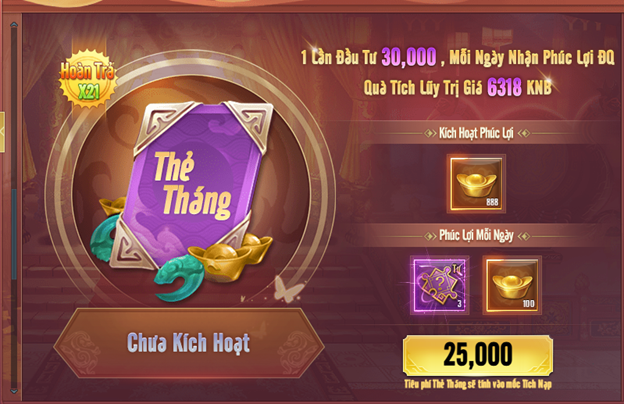 1 Lần Đầu Tư 30,000 , Mỗi Ngày Nhận Phúc Lợi ĐQ
Quà Tích Lũy Trị Giá 6318 KNB
Hoàn Trả
X21
Thẻ
Tháng
Chưa Kích Hoạt
Kích Hoạt Phúc Lợi
888
Phúc Lợi Mỗi Ngày
3
100
25,000
Tiêu phí Thẻ Tháng sẽ tính vào mốc Tích Nạp